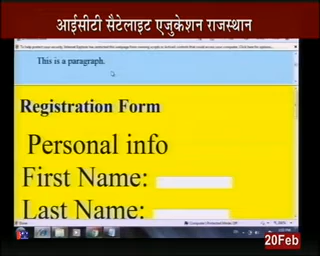 आईसीटी सैटेलाइट एजुकेशन राजस्थान
This is a paragraph.
Registration Form
Personal info
First Name:
Last Name:
20Feb